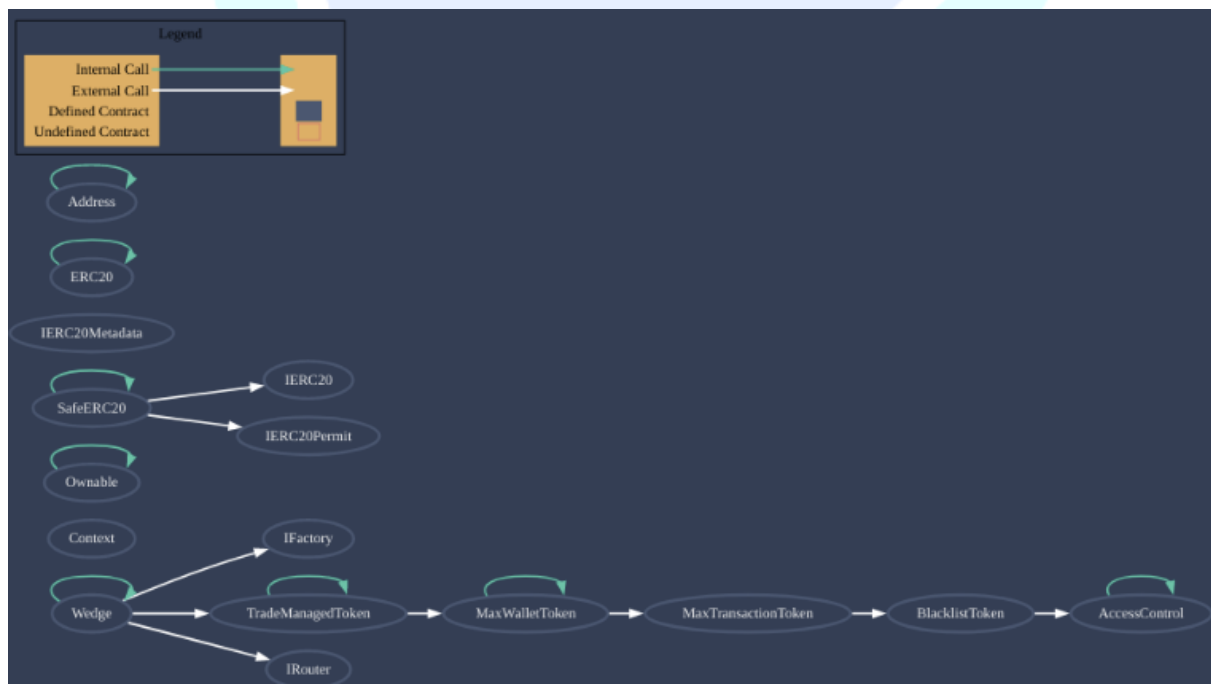 Legend
Internal Call
External Call
Defined Contract
Undefined Contract
Address
ERC20
IERC20Metadata
SafeERC20
IERC20
IERC20Permit
Ownable
Context
IFactory
Wedge
TradeManagedToken
MaxWalletToken
MaxTransactionToken
BlacklistToken
AccessControl
IRouter